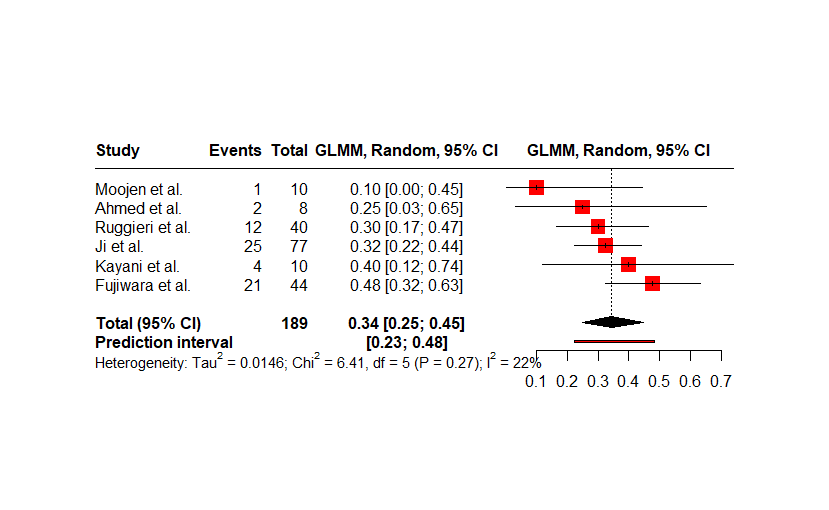 Study Events Total GLMM, Random, 95% CI GLMM, Random, 95% CI
Moojen et al. 1 10 0.10 [0.00; 0.45]
Ahmed et al. 2 8 0.25 [0.03; 0.65]
Ruggieri et al. 12 40 0.30 [0.17; 0.47]
Ji et al. 25 77 0.32 [0.22; 0.44]
Kayani et al. 4 10 0.40 [0.12; 0.74]
Fujiwara et al. 21 44 0.48 [0.32; 0.63]
Total (95% CI) 189 0.34 [0.25; 0.45]
Prediction interval [0.23; 0.48]
Heterogeneity: Tau² = 0.0146; Chi² = 6.41, df = 5 (P = 0.27); I² = 22%
0.1 0.2 0.3 0.4 0.5 0.6 0.7